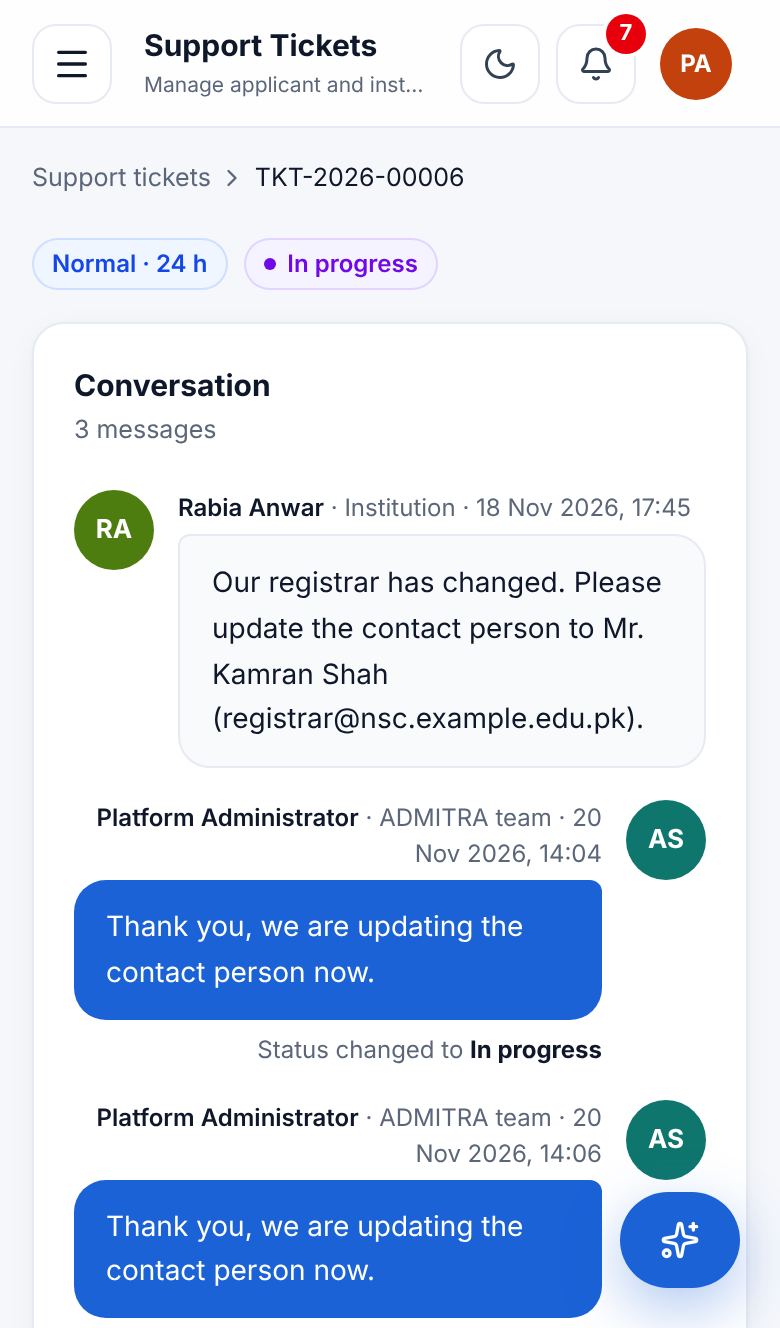 Support Tickets
Manage applicant and inst...
7
PA
Support tickets > TKT-2026-00006
Normal · 24 h
In progress
Conversation
3 messages
RA
Rabia Anwar · Institution · 18 Nov 2026, 17:45
Our registrar has changed. Please
update the contact person to Mr.
Kamran Shah
(registrar@nsc.example.edu.pk).
Platform Administrator · ADMITRA team · 20
Nov 2026, 14:04
AS
Thank you, we are updating the
contact person now.
Status changed to In progress
Platform Administrator · ADMITRA team · 20
Nov 2026, 14:06
AS
Thank you, we are updating the
contact person now.